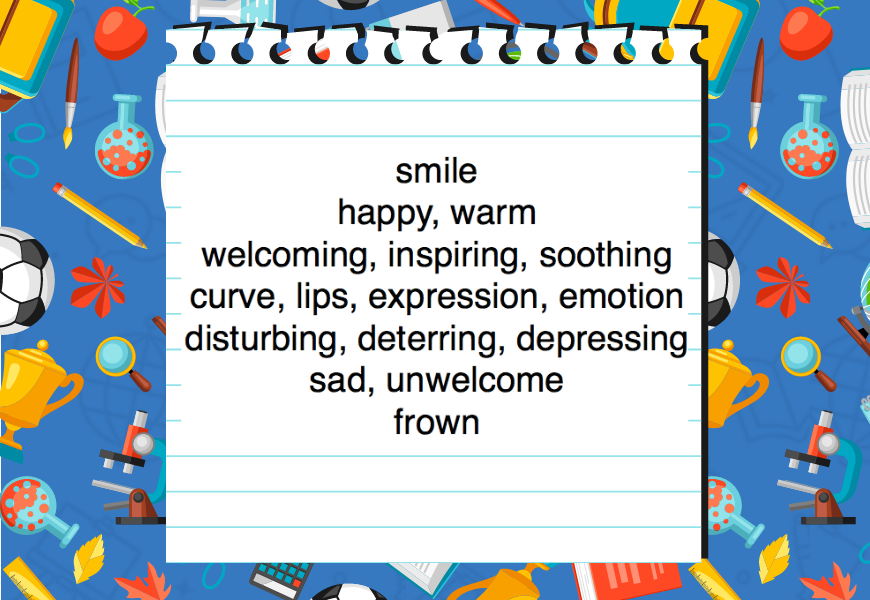 smile
happy, warm
welcoming, inspiring, soothing
curve, lips, expression, emotion
disturbing, deterring, depressing
sad, unwelcome
frown